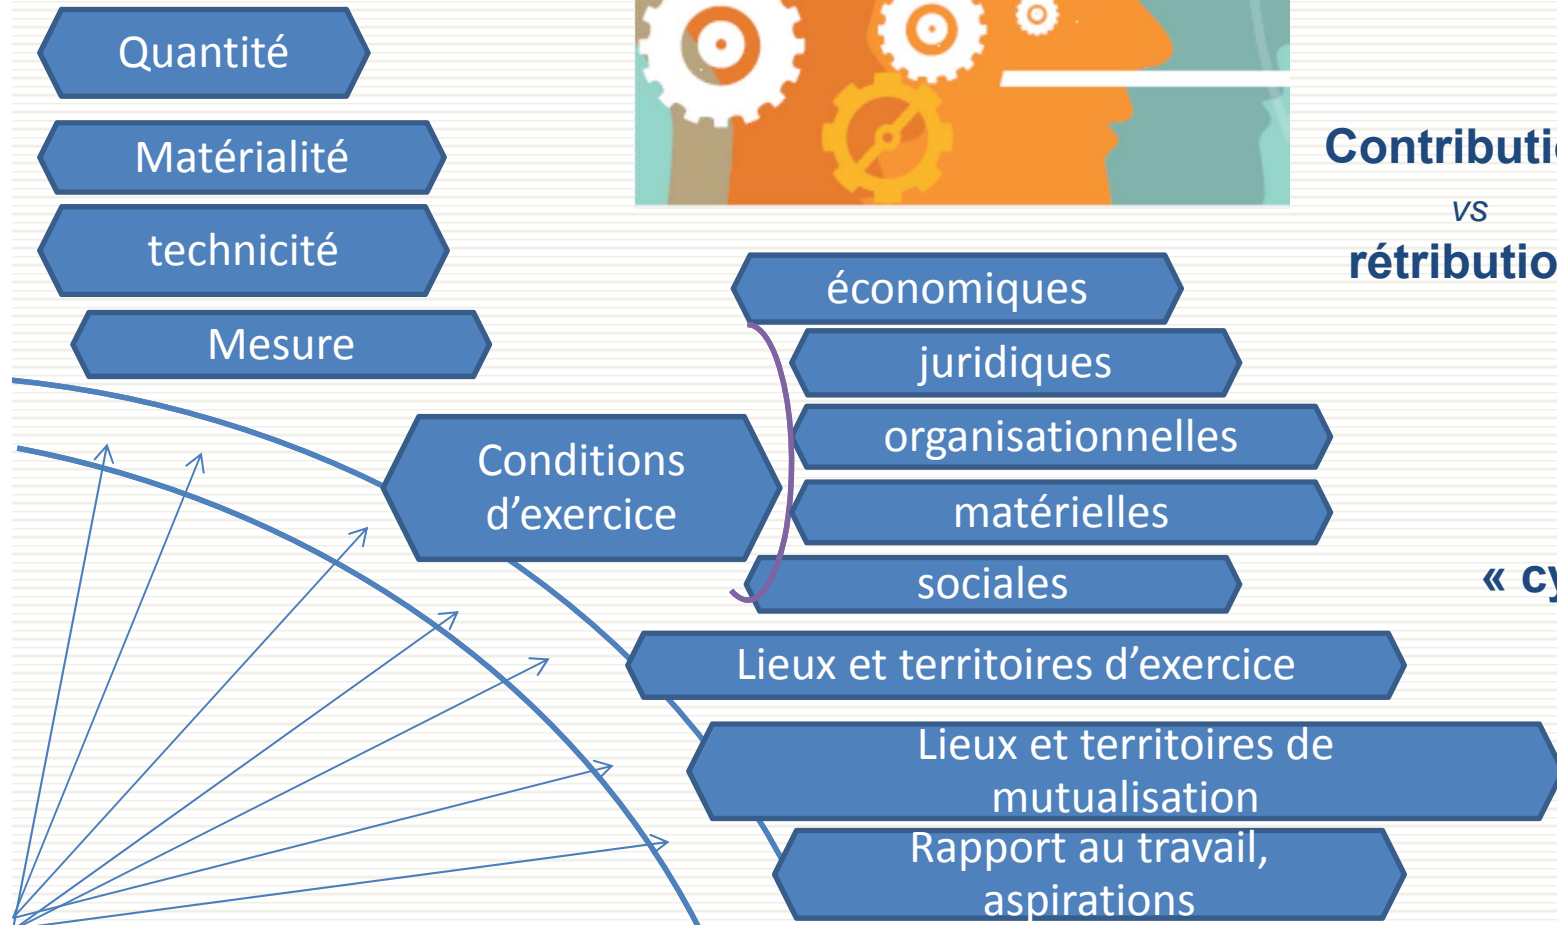 Quantité
Matérialité
technicité
Mesure
Conditions
d’exercice
économiques
juridiques
organisationnelles
matérielles
sociales
Lieux et territoires d’exercice
Lieux et territoires de
mutualisation
Rapport au travail,
aspirations
vs
«